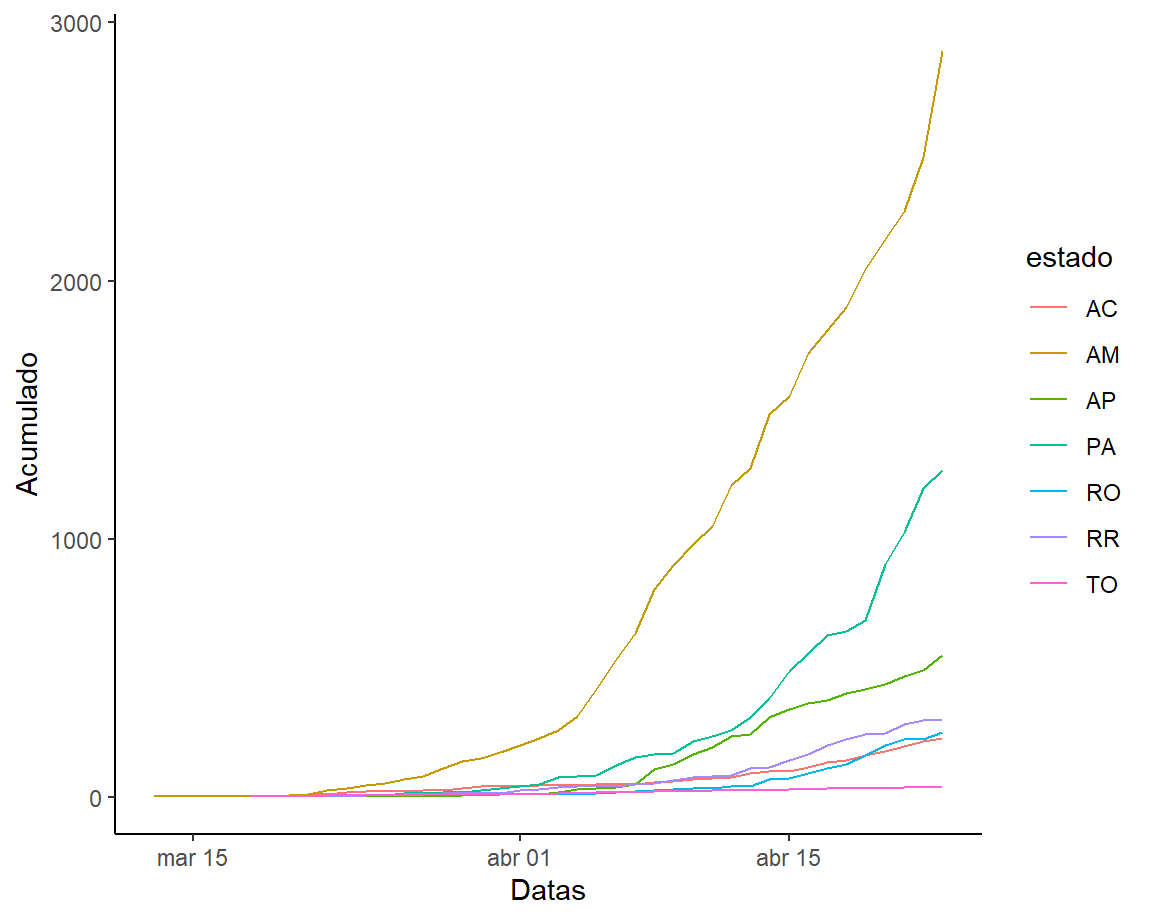 3000
2000
1000
0
Acumulado
mar 15
abr 01
abr 15
Datas
estado
AC
AM
AP
PA
RO
RR
TO